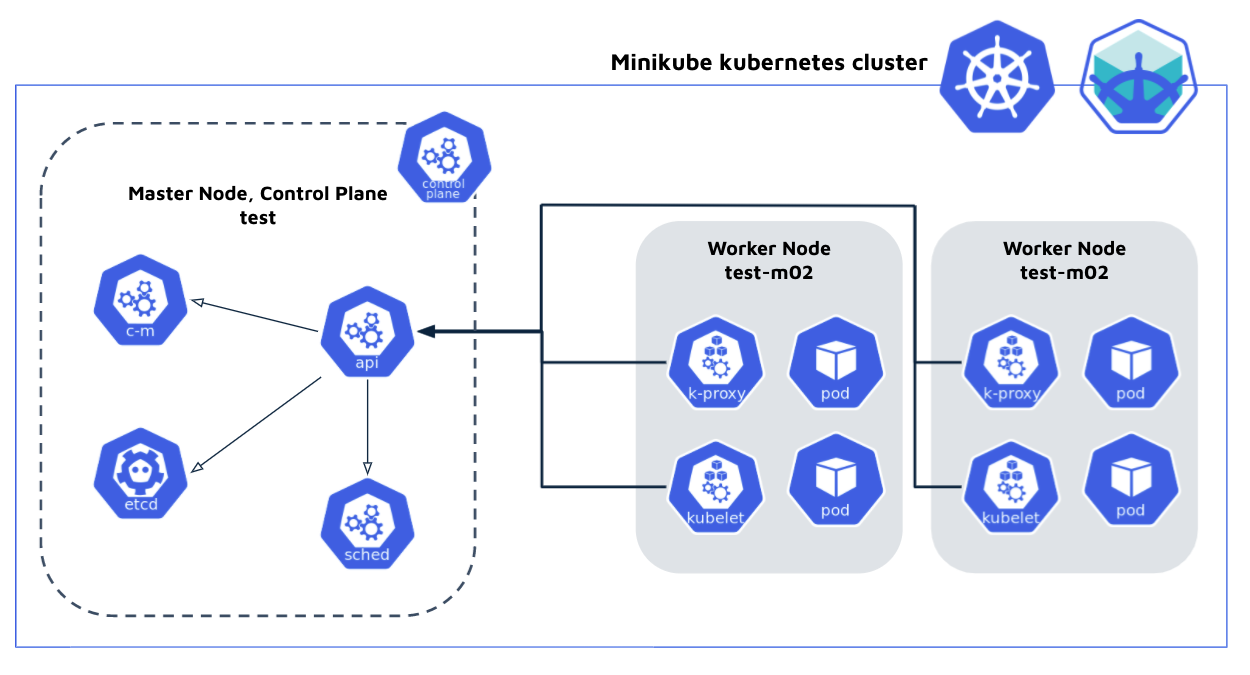 Minikube kubernetes cluster
control
plane
Master Node, Control Plane
test
c-m
api
etcd
sched
Worker Node
test-m02
k-proxy
pod
kubelet
pod
Worker Node
test-m02
k-proxy
pod
kubelet
pod